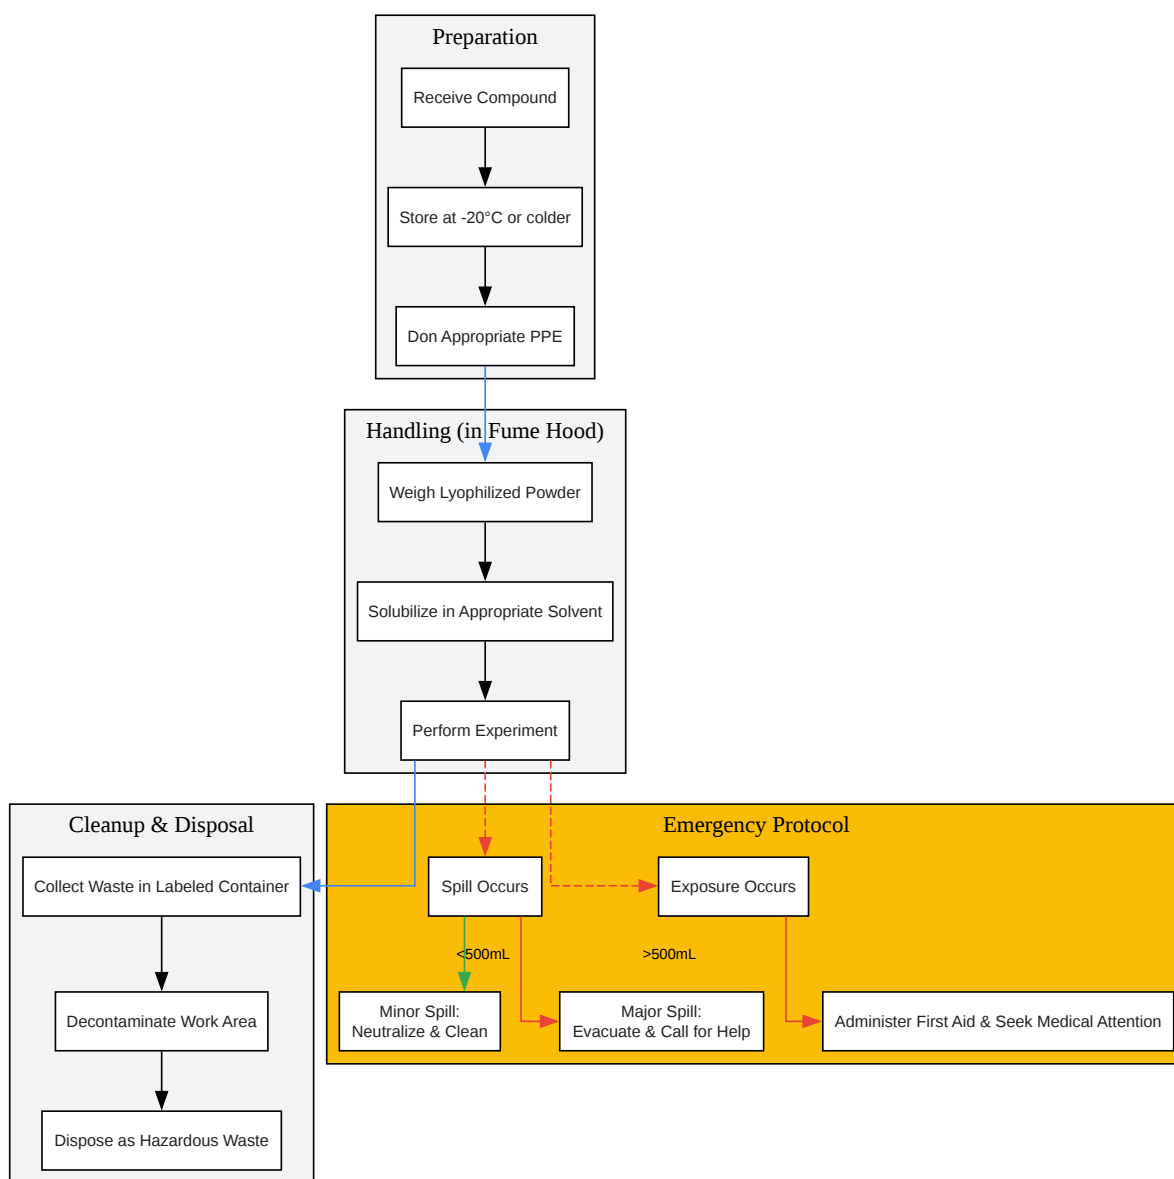 Preparation
Receive Compound
Store at -20°C or colder
Don Appropriate PPE
Handling (in Fume Hood)
Weigh Lyophilized Powder
Solubilize in Appropriate Solvent
Perform Experiment
Cleanup & Disposal
Collect Waste in Labeled Container
Decontaminate Work Area
Dispose as Hazardous Waste
Emergency Protocol
Spill Occurs
Exposure Occurs
<500mL
>500mL
Minor Spill:
Neutralize & Clean
Major Spill:
Evacuate & Call for Help
Administer First Aid & Seek Medical Attention